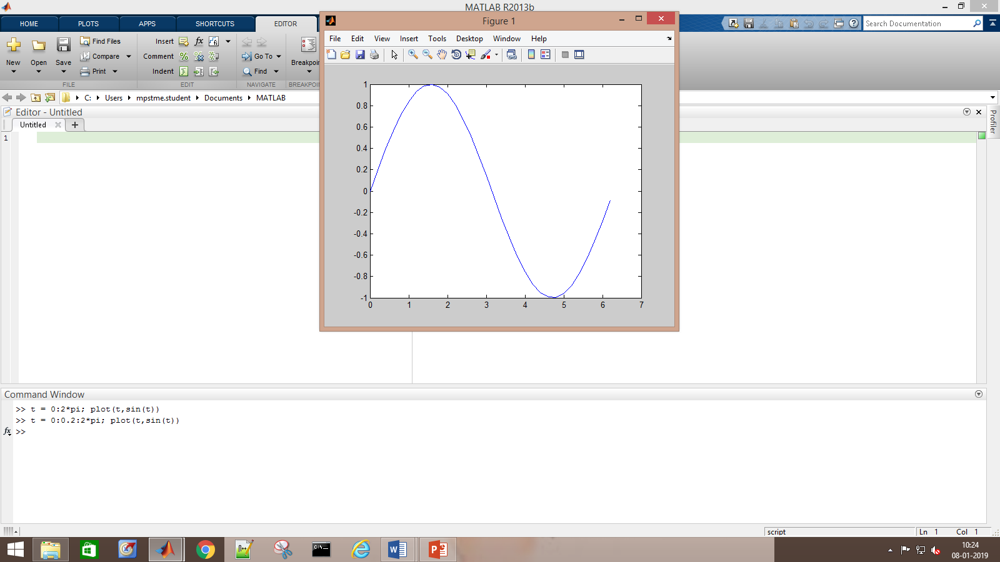 MATLAB R2013b
HOME PLOTS APPS SHORTCUTS EDITOR
Search Documentation
New Open Save
Find Files
Compare
Print
FILE
Insert fx
Comment
Indent
EDIT
Go To
Find
NAVIGATE
Breakpoin
BREAKPOI
C: Users mpstme.student Documents MATLAB
Editor - Untitled
Untitled
1
Profiler
Figure 1
File Edit View Insert Tools Desktop Window Help
1
0.8
0.6
0.4
0.2
0
-0.2
-0.4
-0.6
-0.8
-1
0 1 2 3 4 5 6 7
Command Window
>> t = 0:2*pi; plot(t,sin(t))
>> t = 0:0.2:2*pi; plot(t,sin(t))
fx >>
script Ln 1 Col 1
10:24
08-01-2019